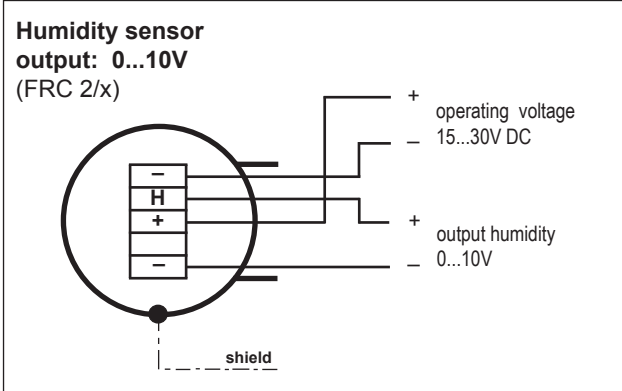 Humidity sensor
output: 0...10V
(FRC 2/x)
+
operating voltage
– 15...30V DC
–
H
+
–
+
output humidity
– 0...10V
shield